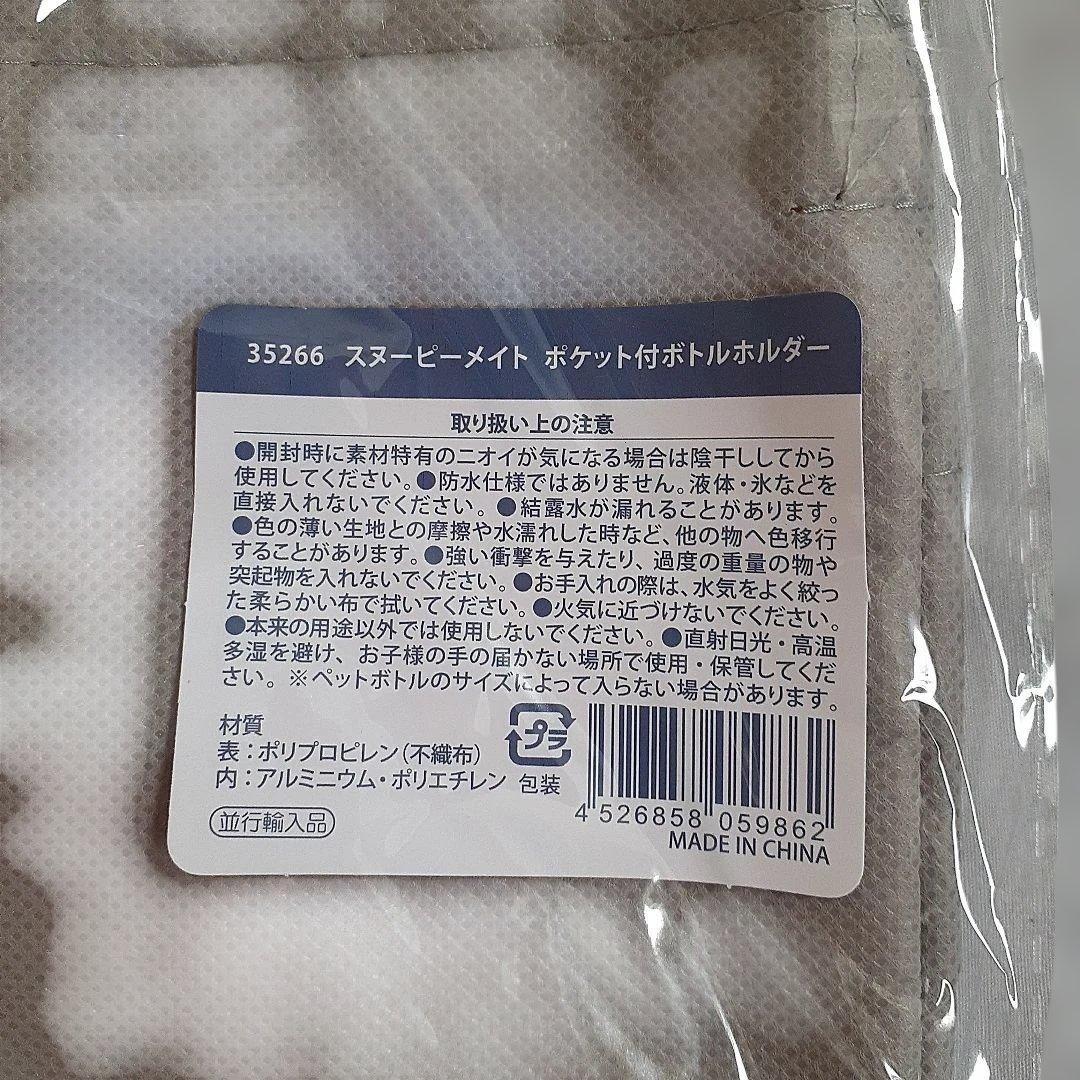 35266 スヌーピーメイト ポケット付ボトルホルダー
取り扱い上の注意
●開封時に素材特有のニオイが気になる場合は陰干ししてから
使用してください。●防水仕様ではありません。液体・氷などを
直接入れないでください。●結露水が漏れることがあります。
●色の薄い生地との摩擦や水濡れした時など、他の物へ色移行
することがあります。●強い衝撃を与えたり、過度の重量の物や
突起物を入れないでください。●お手入れの際は、水気をよく絞っ
た柔らかい布で拭いてください。●火気に近づけないでください。
●本来の用途以外では使用しないでください。●直射日光・高温
多湿を避け、お子様の手の届かない場所で使用・保管してくだ
さい。※ペットボトルのサイズによって入らない場合があります。
材質
表：ポリプロピレン（不織布）
内：アルミニウム・ポリエチレン
プラ
包装
並行輸入品
4 526858 059862
MADE IN CHINA